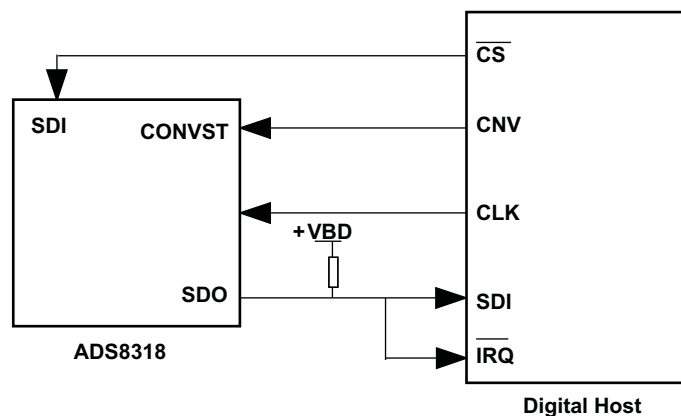 CS
SDI
CONVST
CNV
CLK
+VBD
SDO
SDI
IRQ
ADS8318
Digital Host